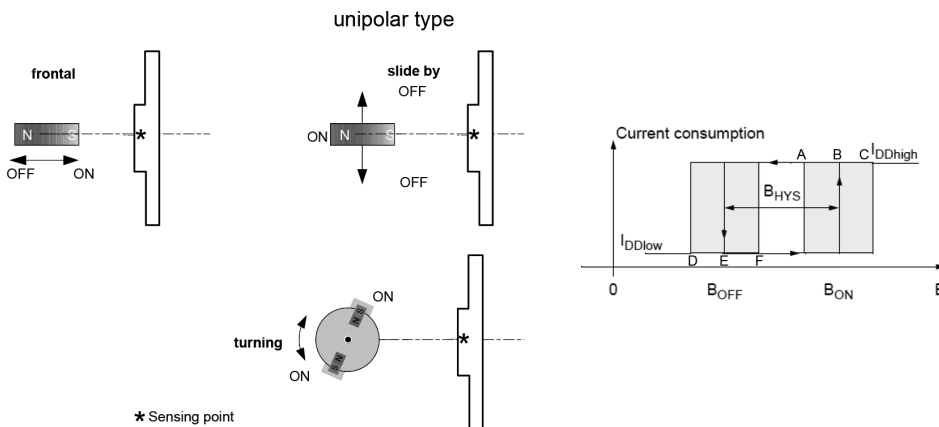 unipolar type
frontal
N S
OFF ON
*
slide by
OFF
ON N S
OFF
*
turning
ON
N S
S N
ON
*
* Sensing point
Current consumption
A B C IDDhigh
BHYS
IDDlow
D E F
0 BOFF BON B